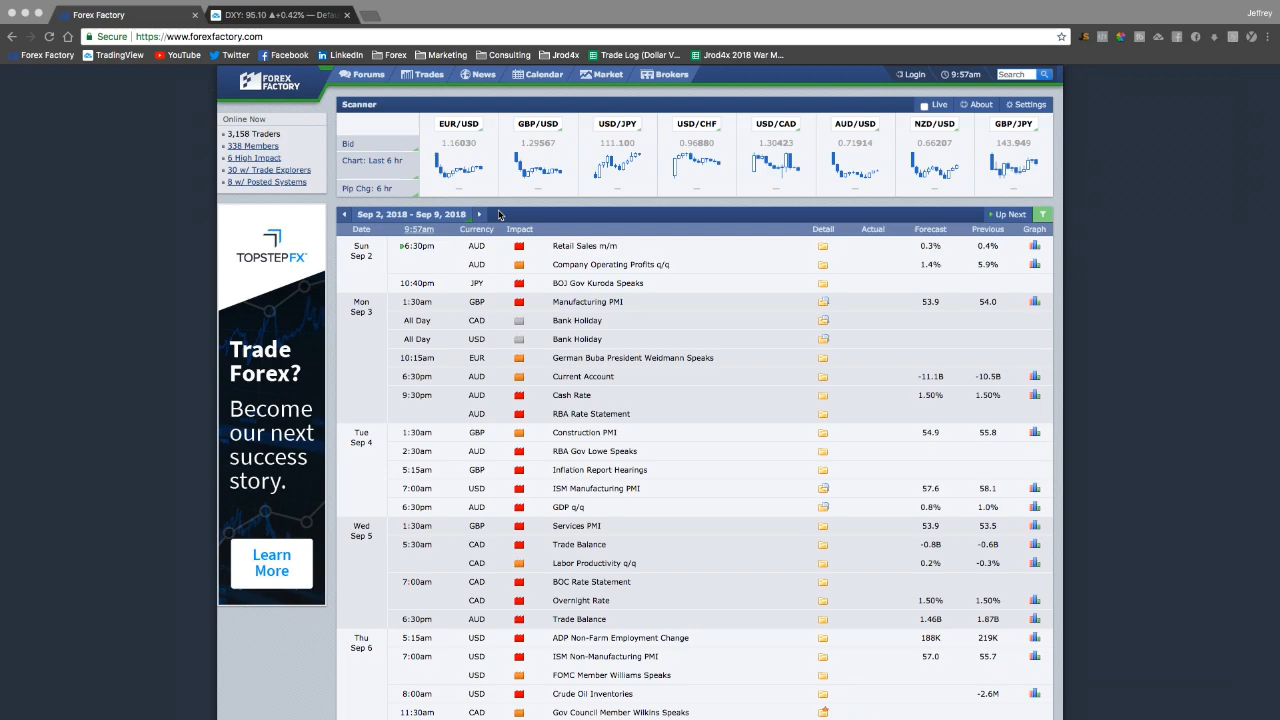 Forex Factory
DXY: 95.10 ▲+0.42% — Defau
Jeffrey
Secure
https://www.forexfactory.com
Forex Factory TradingView YouTube Twitter Facebook LinkedIn Forex Marketing Consulting Jrod4x Trade Log (Dollar V... Jrod4x 2018 War M...
FOREX
FACTORY
Forums Trades News Calendar Market Brokers Login 9:57am Search
Online Now
3,158 Traders
338 Members
6 High Impact
30 w/ Trade Explorers
8 w/ Posted Systems
TOPSTEPFX
Trade
Forex?
Become
our next
success
story.
Learn
More
Scanner Live About Settings
EUR/USD GBP/USD USD/JPY USD/CHF USD/CAD AUD/USD NZD/USD GBP/JPY
Bid 1.16030 1.29567 111.100 0.96880 1.30423 0.71914 0.66207 143.949
Chart: Last 6 hr
Pip Chg: 6 hr — — — — — — — —
Sep 2, 2018 - Sep 9, 2018 Up Next
Date 9:57am Currency Impact Detail Actual Forecast Previous Graph
Sun 6:30pm AUD Retail Sales m/m 0.3% 0.4%
Sep 2
AUD Company Operating Profits q/q 1.4% 5.9%
10:40pm JPY BOJ Gov Kuroda Speaks
Mon 1:30am GBP Manufacturing PMI 53.9 54.0
Sep 3
All Day CAD Bank Holiday
All Day USD Bank Holiday
10:15am EUR German Buba President Weidmann Speaks
6:30pm AUD Current Account -11.1B -10.5B
9:30pm AUD Cash Rate 1.50% 1.50%
AUD RBA Rate Statement
Tue 1:30am GBP Construction PMI 54.9 55.8
Sep 4
2:30am AUD RBA Gov Lowe Speaks
5:15am GBP Inflation Report Hearings
7:00am USD ISM Manufacturing PMI 57.6 58.1
6:30pm AUD GDP q/q 0.8% 1.0%
Wed 1:30am GBP Services PMI 53.9 53.5
Sep 5
5:30am CAD Trade Balance -0.8B -0.6B
CAD Labor Productivity q/q 0.2% -0.3%
7:00am CAD BOC Rate Statement
CAD Overnight Rate 1.50% 1.50%
6:30pm AUD Trade Balance 1.46B 1.87B
Thu 5:15am USD ADP Non-Farm Employment Change 188K 219K
Sep 6
7:00am USD ISM Non-Manufacturing PMI 57.0 55.7
USD FOMC Member Williams Speaks
8:00am USD Crude Oil Inventories -2.6M
11:30am CAD Gov Council Member Wilkins Speaks